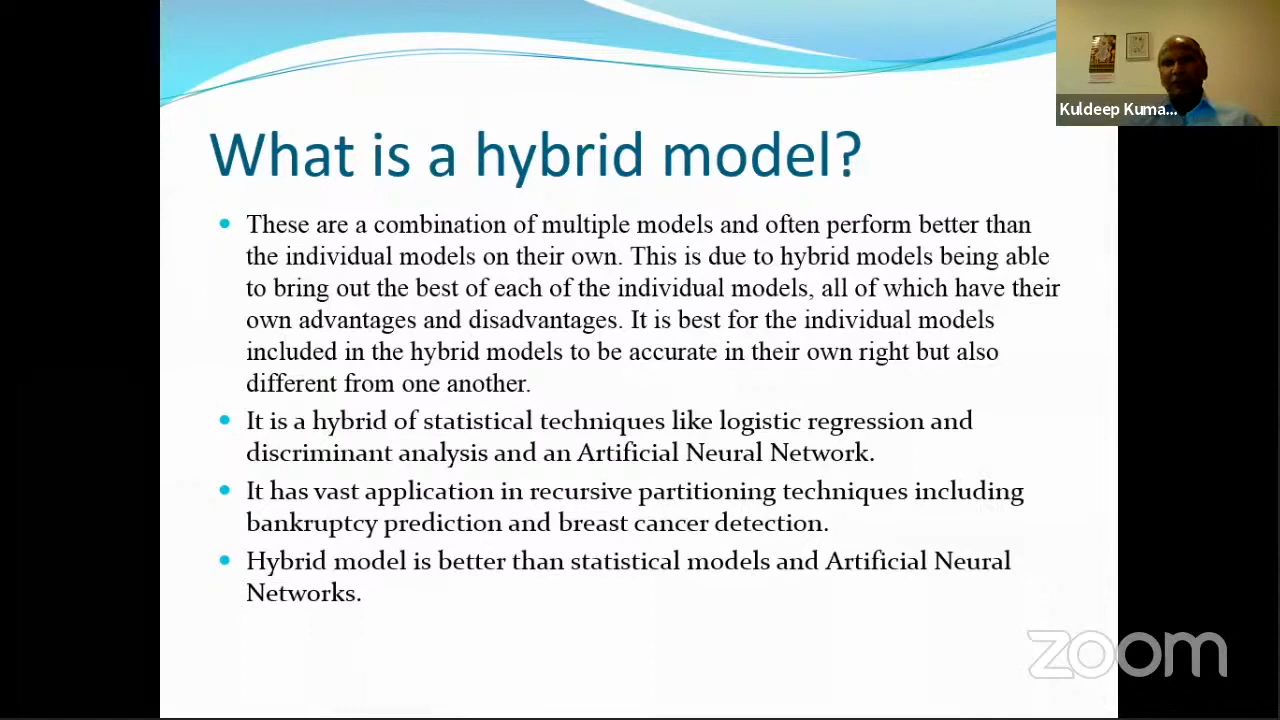 What is a hybrid model?
These are a combination of multiple models and often perform better than
the individual models on their own. This is due to hybrid models being able
to bring out the best of each of the individual models, all of which have their
own advantages and disadvantages. It is best for the individual models
included in the hybrid models to be accurate in their own right but also
different from one another.
It is a hybrid of statistical techniques like logistic regression and
discriminant analysis and an Artificial Neural Network.
It has vast application in recursive partitioning techniques including
bankruptcy prediction and breast cancer detection.
Hybrid model is better than statistical models and Artificial Neural
Networks.
Kuldeep Kuma...
zoom